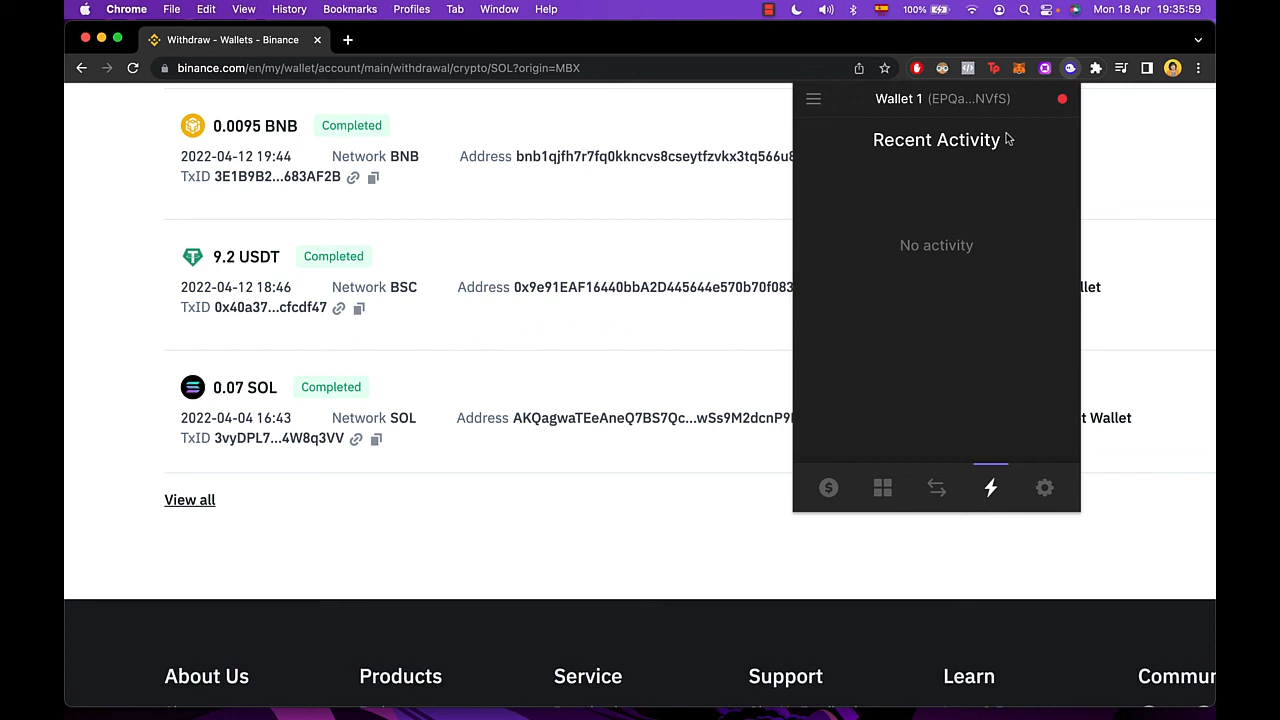 Chrome File Edit View History Bookmarks Profiles Tab Window Help 100% Mon 18 Apr 19:35:59
Withdraw - Wallets - Binance
binance.com/en/my/wallet/account/main/withdrawal/crypto/SOL?origin=MBX
0.0095 BNB Completed
2022-04-12 19:44 Network BNB Address bnb1qjfh7r7fq0kkncvs8cseytfzvkx3tq566u8
TxID 3E1B9B2...683AF2B
9.2 USDT Completed
2022-04-12 18:46 Network BSC Address 0x9e91EAF16440bbA2D445644e570b70f083
TxID 0x40a37...cfcdf47
0.07 SOL Completed
2022-04-04 16:43 Network SOL Address AKQagwaTEeAneQ7BS7Qc...wSs9M2dcnP9 t Wallet
TxID 3vyDPL7...4W8q3VV
View all
Wallet 1 (EPQa...NVfS)
Recent Activity
No activity
About Us Products Service Support Learn Commu